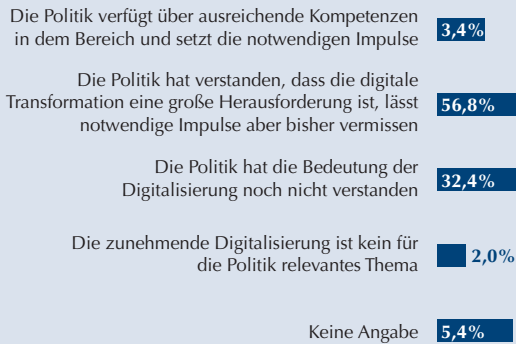 Die Politik verfügt über ausreichende Kompetenzen
in dem Bereich und setzt die notwendigen Impulse
3,4%
Die Politik hat verstanden, dass die digitale
Transformation eine große Herausforderung ist, lässt
notwendige Impulse aber bisher vermissen
56,8%
Die Politik hat die Bedeutung der
Digitalisierung noch nicht verstanden
32,4%
Die zunehmende Digitalisierung ist kein für
die Politik relevantes Thema
2,0%
Keine Angabe
5,4%